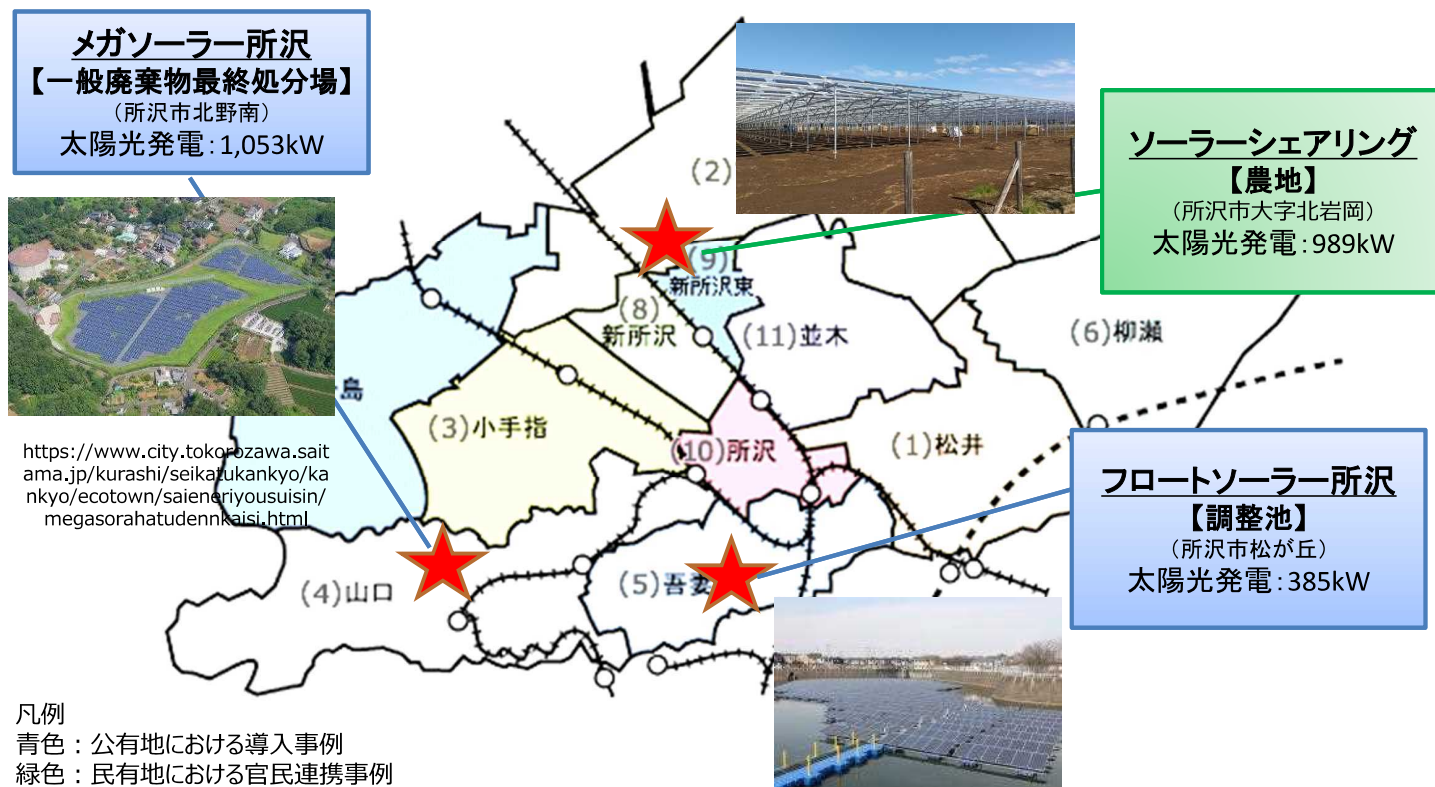 メガソーラー所沢
【一般廃棄物最終処分場】
（所沢市北野南）
太陽光発電：1,053kW
ソーラーシェアリング
【農地】
（所沢市大字北岩岡）
太陽光発電：989kW
(2)
(9)
新所沢東
(8)
新所沢
(11)並木
(6)柳瀬
島
(3)小手指
(10)所沢
(1)松井
https://www.city.tokorozawa.sait
ama.jp/kurashi/seikatukankyo/ka
nkyo/ecotown/saieneriyousuisin/
megasorahatudennkaisi.html
フロートソーラー所沢
【調整池】
（所沢市松が丘）
太陽光発電：385kW
(4)山口
(5)吾妻
凡例
青色：公有地における導入事例
緑色：民有地における官民連携事例